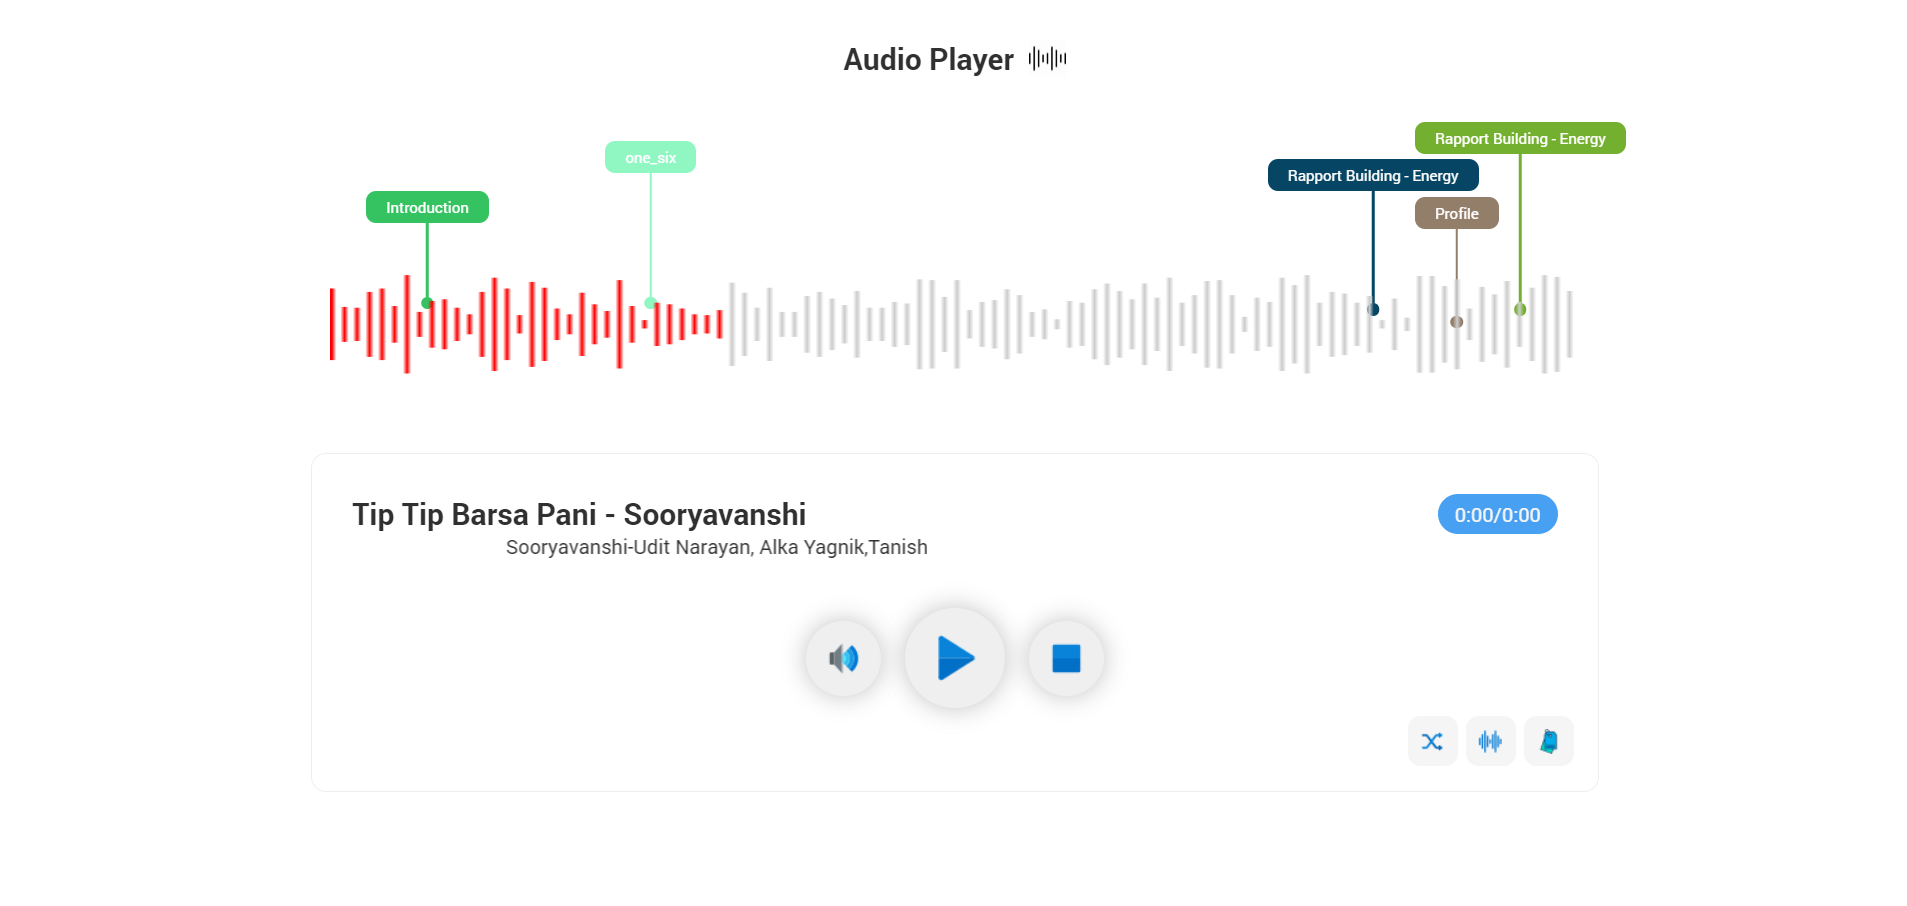 Audio Player
Rapport Building - Energy
one_six
Rapport Building - Energy
Introduction
Profile
Tip Tip Barsa Pani - Sooryavanshi
0:00/0:00
Sooryavanshi-Udit Narayan, Alka Yagnik,Tanish